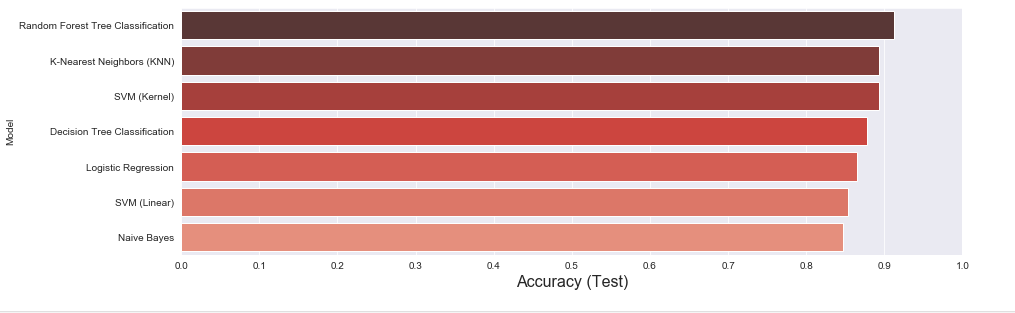 Model
Random Forest Tree Classification
K-Nearest Neighbors (KNN)
SVM (Kernel)
Decision Tree Classification
Logistic Regression
SVM (Linear)
Naive Bayes
0.0 0.1 0.2 0.3 0.4 0.5 0.6 0.7 0.8 0.9 1.0
Accuracy (Test)